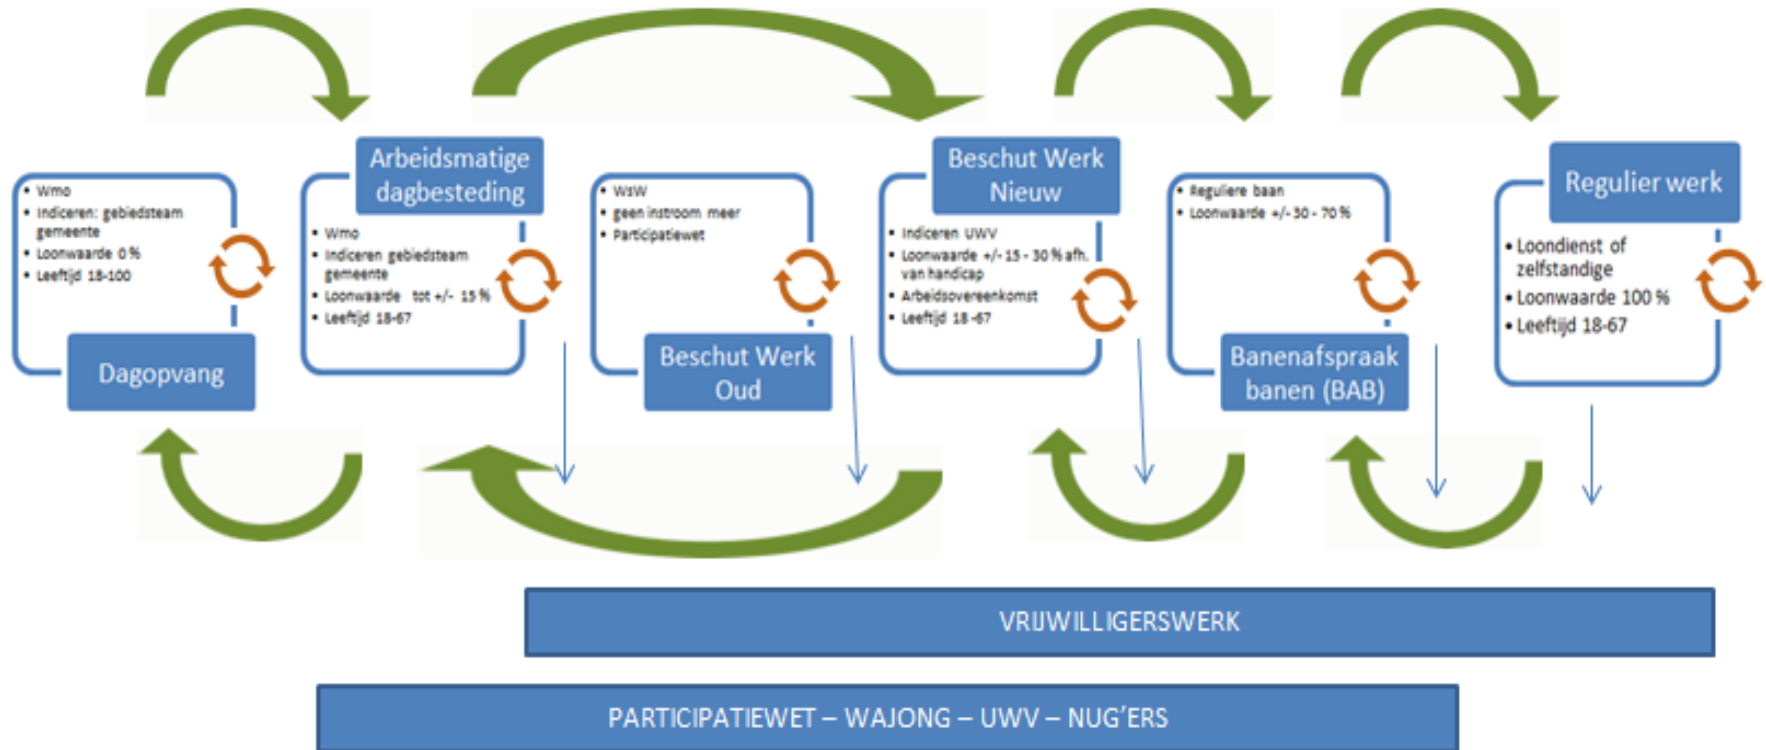 Wmo
Indiceren: gebiedsteam
gemeente
Loonwaarde 0 %
Leeftijd 18-100
Dagopvang
Arbeidsmatige
dagbesteding
Wmo
Indiceren gebiedsteam
gemeente
Loonwaarde tot +/- 15 %
Leeftijd 18-67
WsW
geen instroom meer
Participatiewet
Beschut Werk
Oud
Beschut Werk
Nieuw
Indiceren UWV
Loonwaarde +/- 15 - 30 % afh.
van handicap
Arbeidsovereenkomst
Leeftijd 18-67
Reguliere baan
Loonwaarde +/- 30 - 70 %
Banenafspraak
banen (BAB)
Regulier werk
Loondienst of
zelfstandige
Loonwaarde 100 %
Leeftijd 18-67
VRIJWILLIGERSWERK
PARTICIPATIEWET – WAJONG – UWV – NUG'ERS